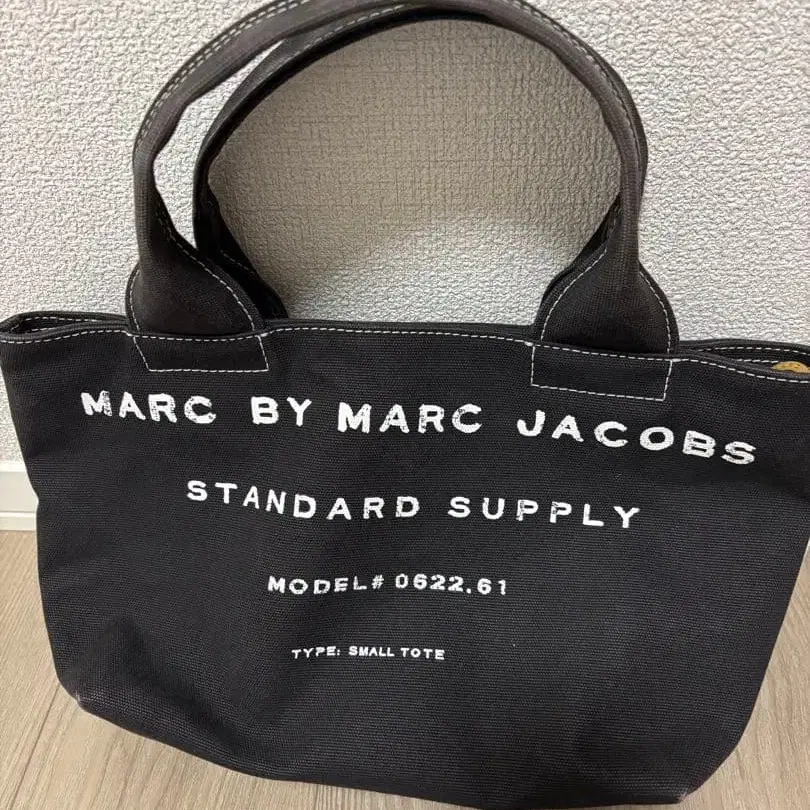 MARC BY MARC JACOBS
STANDARD SUPPLY
MODEL# 0622.61
TYPE: SMALL TOTE